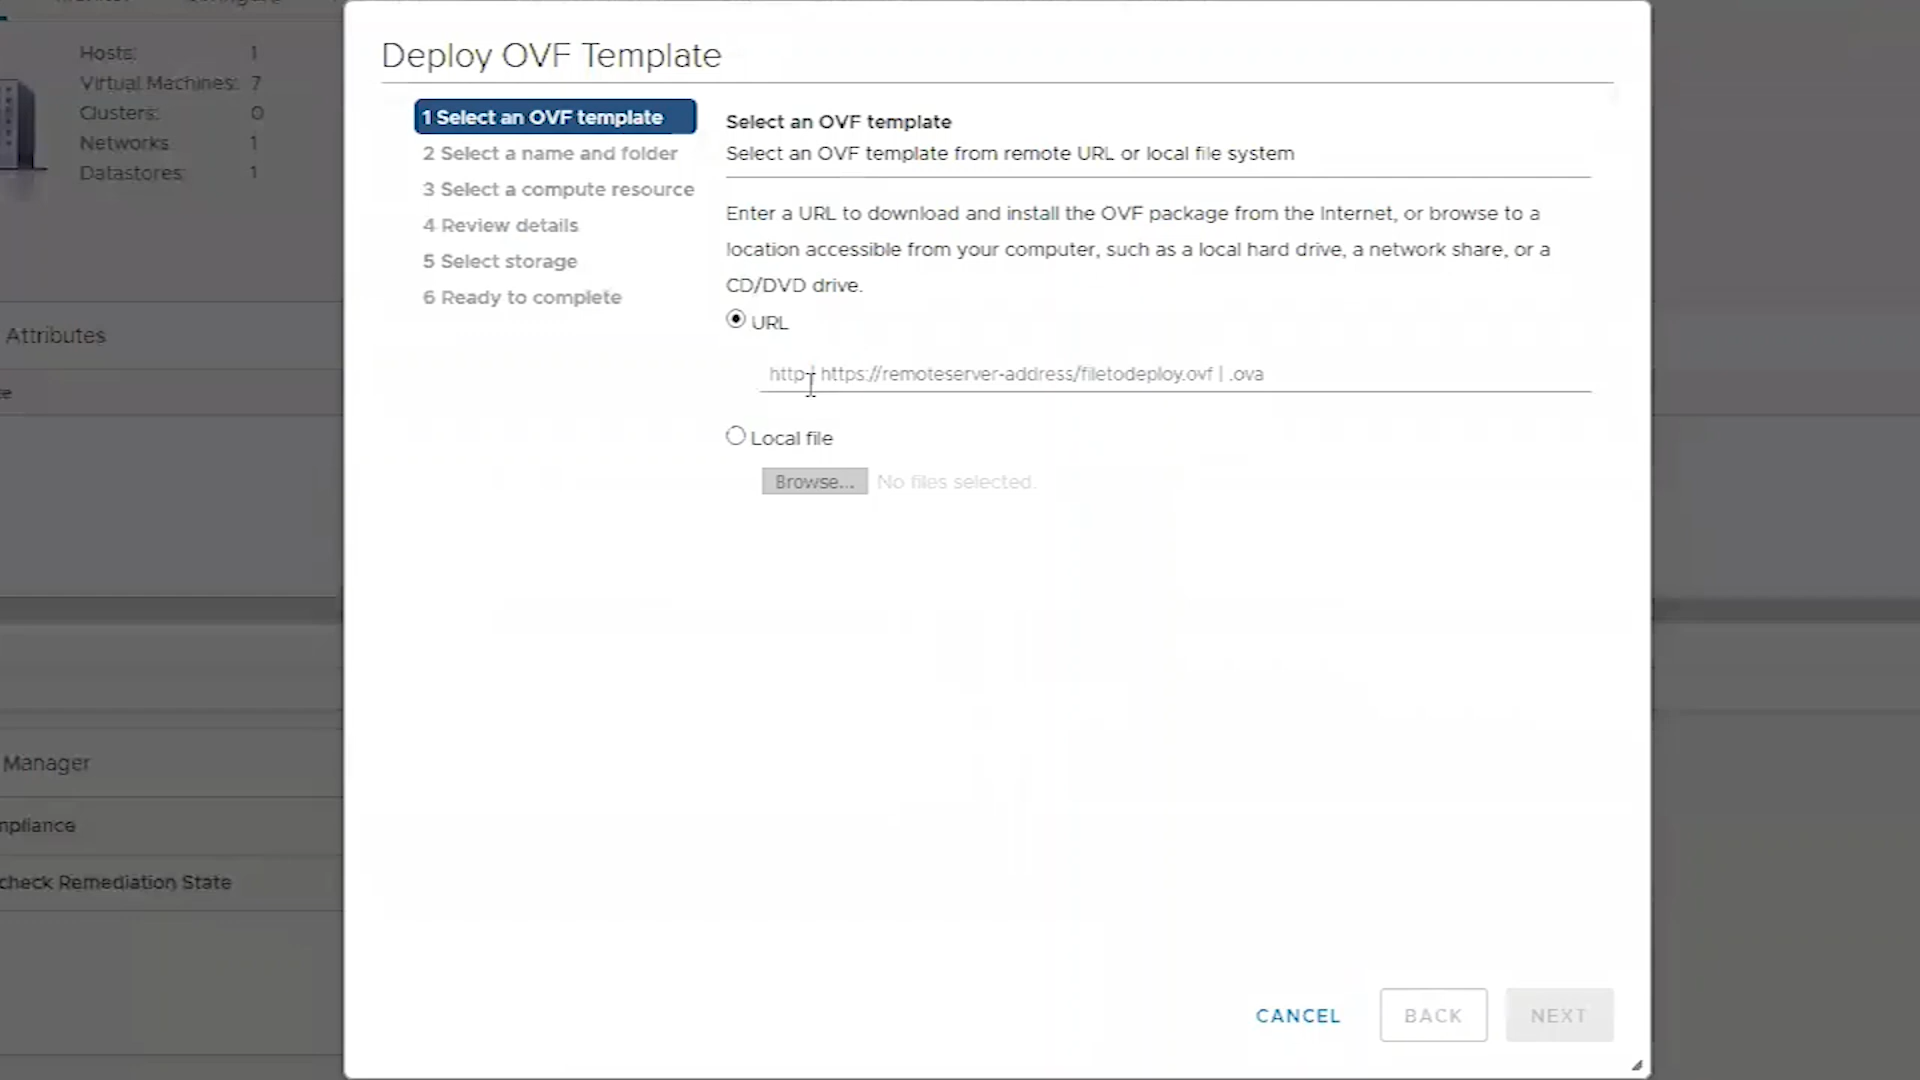 Hosts: 1
Virtual Machines: 7
Clusters: 0
Networks 1
Datastores: 1
Attributes
Manager
check Remediation State
Deploy OVF Template
1 Select an OVF template
2 Select a name and folder
3 Select a compute resource
4 Review details
5 Select storage
6 Ready to complete
Select an OVF template
Select an OVF template from remote URL or local file system
Enter a URL to download and install the OVF package from the Internet, or browse to a
location accessible from your computer, such as a local hard drive, a network share, or a
CD/DVD drive.
URL
http | https://remoteserver-address/filetodeploy.ovf | .ova
Local file
Browse... No files selected.
CANCEL BACK NEXT